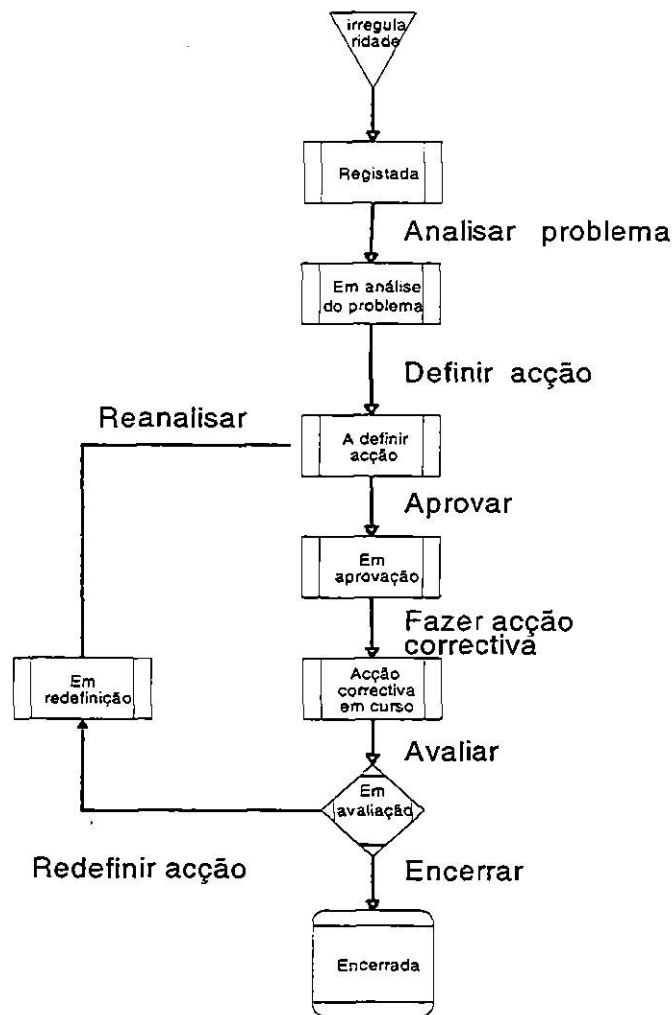 irregula
ridade
Registada
Analisar problema
Em análise
do problema
Definir acção
Reanalisar
A definir
acção
Aprovar
Em
aprovação
Fazer acção
correctiva
Em
redefinição
Acção
correctiva
em curso
Avaliar
Em
avaliação
Redefinir acção
Encerrar
Encerrada